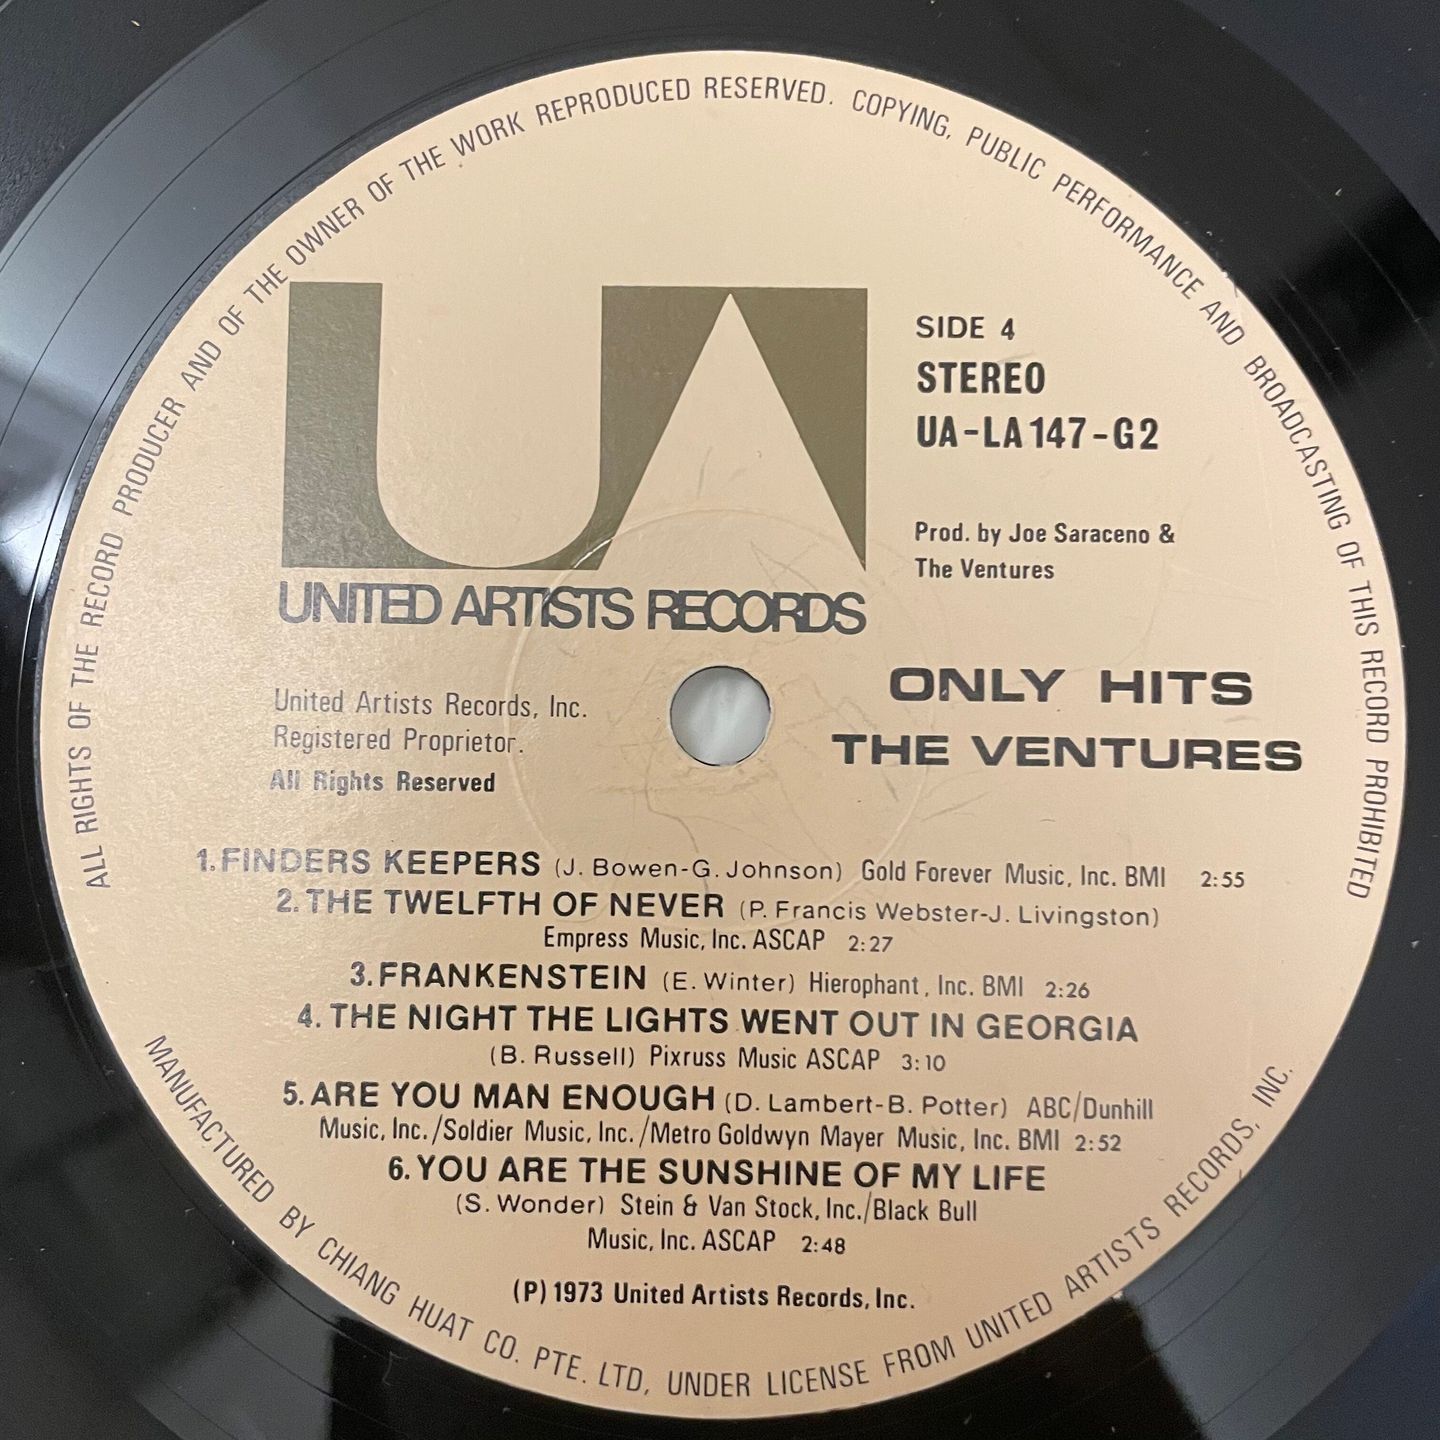 ALL RIGHTS OF THE RECORD PRODUCER AND OF THE OWNER OF THE WORK REPRODUCED RESERVED. COPYING, PUBLIC PERFORMANCE AND BROADCASTING OF THIS RECORD PROHIBITED
UA
UNITED ARTISTS RECORDS
SIDE 4
STEREO
UA-LA147-G2
Prod. by Joe Saraceno &
The Ventures
United Artists Records, Inc.
Registered Proprietor.
All Rights Reserved
ONLY HITS
THE VENTURES
1. FINDERS KEEPERS (J. Bowen-G. Johnson) Gold Forever Music, Inc. BMI 2:55
2. THE TWELFTH OF NEVER (P. Francis Webster-J. Livingston)
Empress Music, Inc. ASCAP 2:27
3. FRANKENSTEIN (E. Winter) Hierophant, Inc. BMI 2:26
4. THE NIGHT THE LIGHTS WENT OUT IN GEORGIA
(B. Russell) Pixruss Music ASCAP 3:10
5. ARE YOU MAN ENOUGH (D. Lambert-B. Potter) ABC/Dunhill
Music, Inc./Soldier Music, Inc./Metro Goldwyn Mayer Music, Inc. BMI 2:52
6. YOU ARE THE SUNSHINE OF MY LIFE
(S. Wonder) Stein & Van Stock, Inc./Black Bull
Music, Inc. ASCAP 2:48
(P) 1973 United Artists Records, Inc.
MANUFACTURED BY CHIANG HUAT CO. PTE. LTD, UNDER LICENSE FROM UNITED ARTISTS RECORDS, INC.